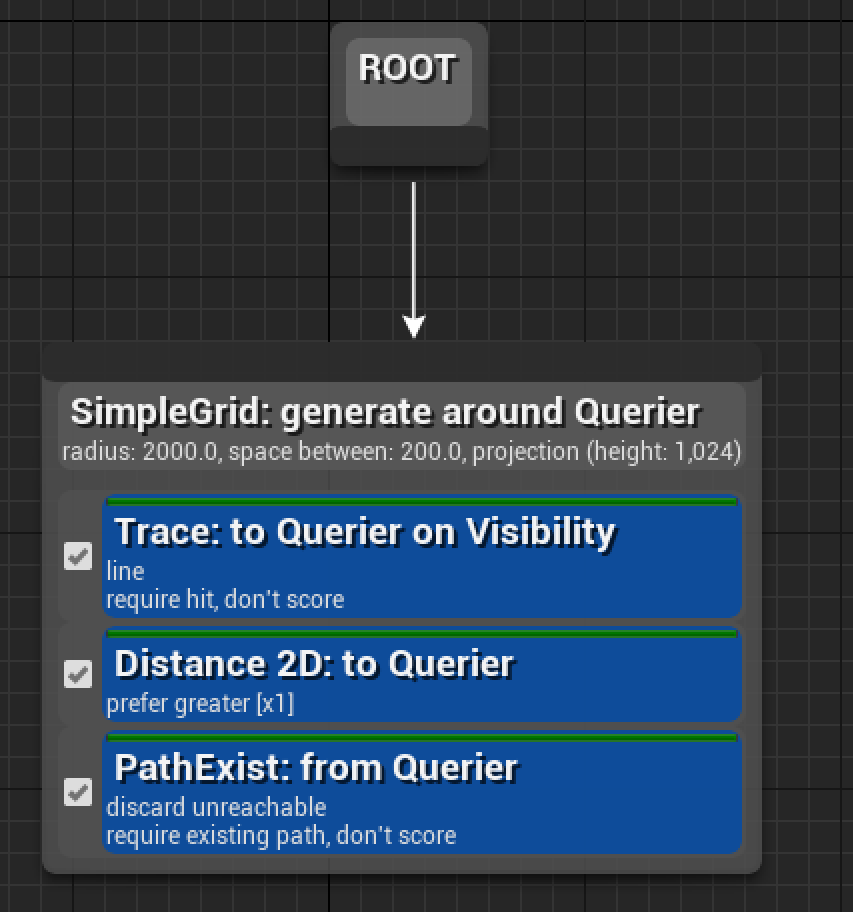 ROOT
SimpleGrid: generate around Querier
radius: 2000.0, space between: 200.0, projection (height: 1,024)
Trace: to Querier on Visibility
line
require hit, don't score
Distance 2D: to Querier
prefer greater [x1]
PathExist: from Querier
discard unreachable
require existing path, don't score